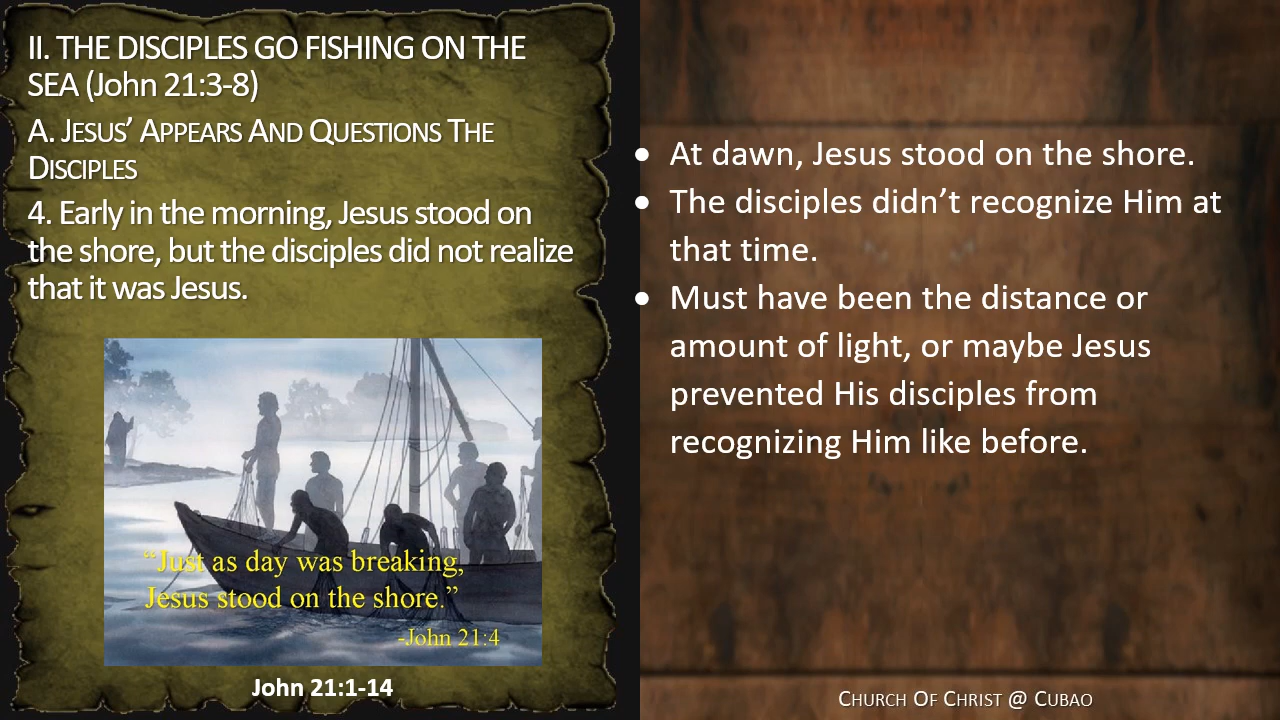 II. THE DISCIPLES GO FISHING ON THE
SEA (John 21:3-8)
A. JESUS’ APPEARS AND QUESTIONS THE
DISCIPLES
4. Early in the morning, Jesus stood on
the shore, but the disciples did not realize
that it was Jesus.
“Just as day was breaking,
Jesus stood on the shore.”
-John 21:4
John 21:1-14
• At dawn, Jesus stood on the shore.
• The disciples didn’t recognize Him at
that time.
• Must have been the distance or
amount of light, or maybe Jesus
prevented His disciples from
recognizing Him like before.
CHURCH OF CHRIST @ CUBAO